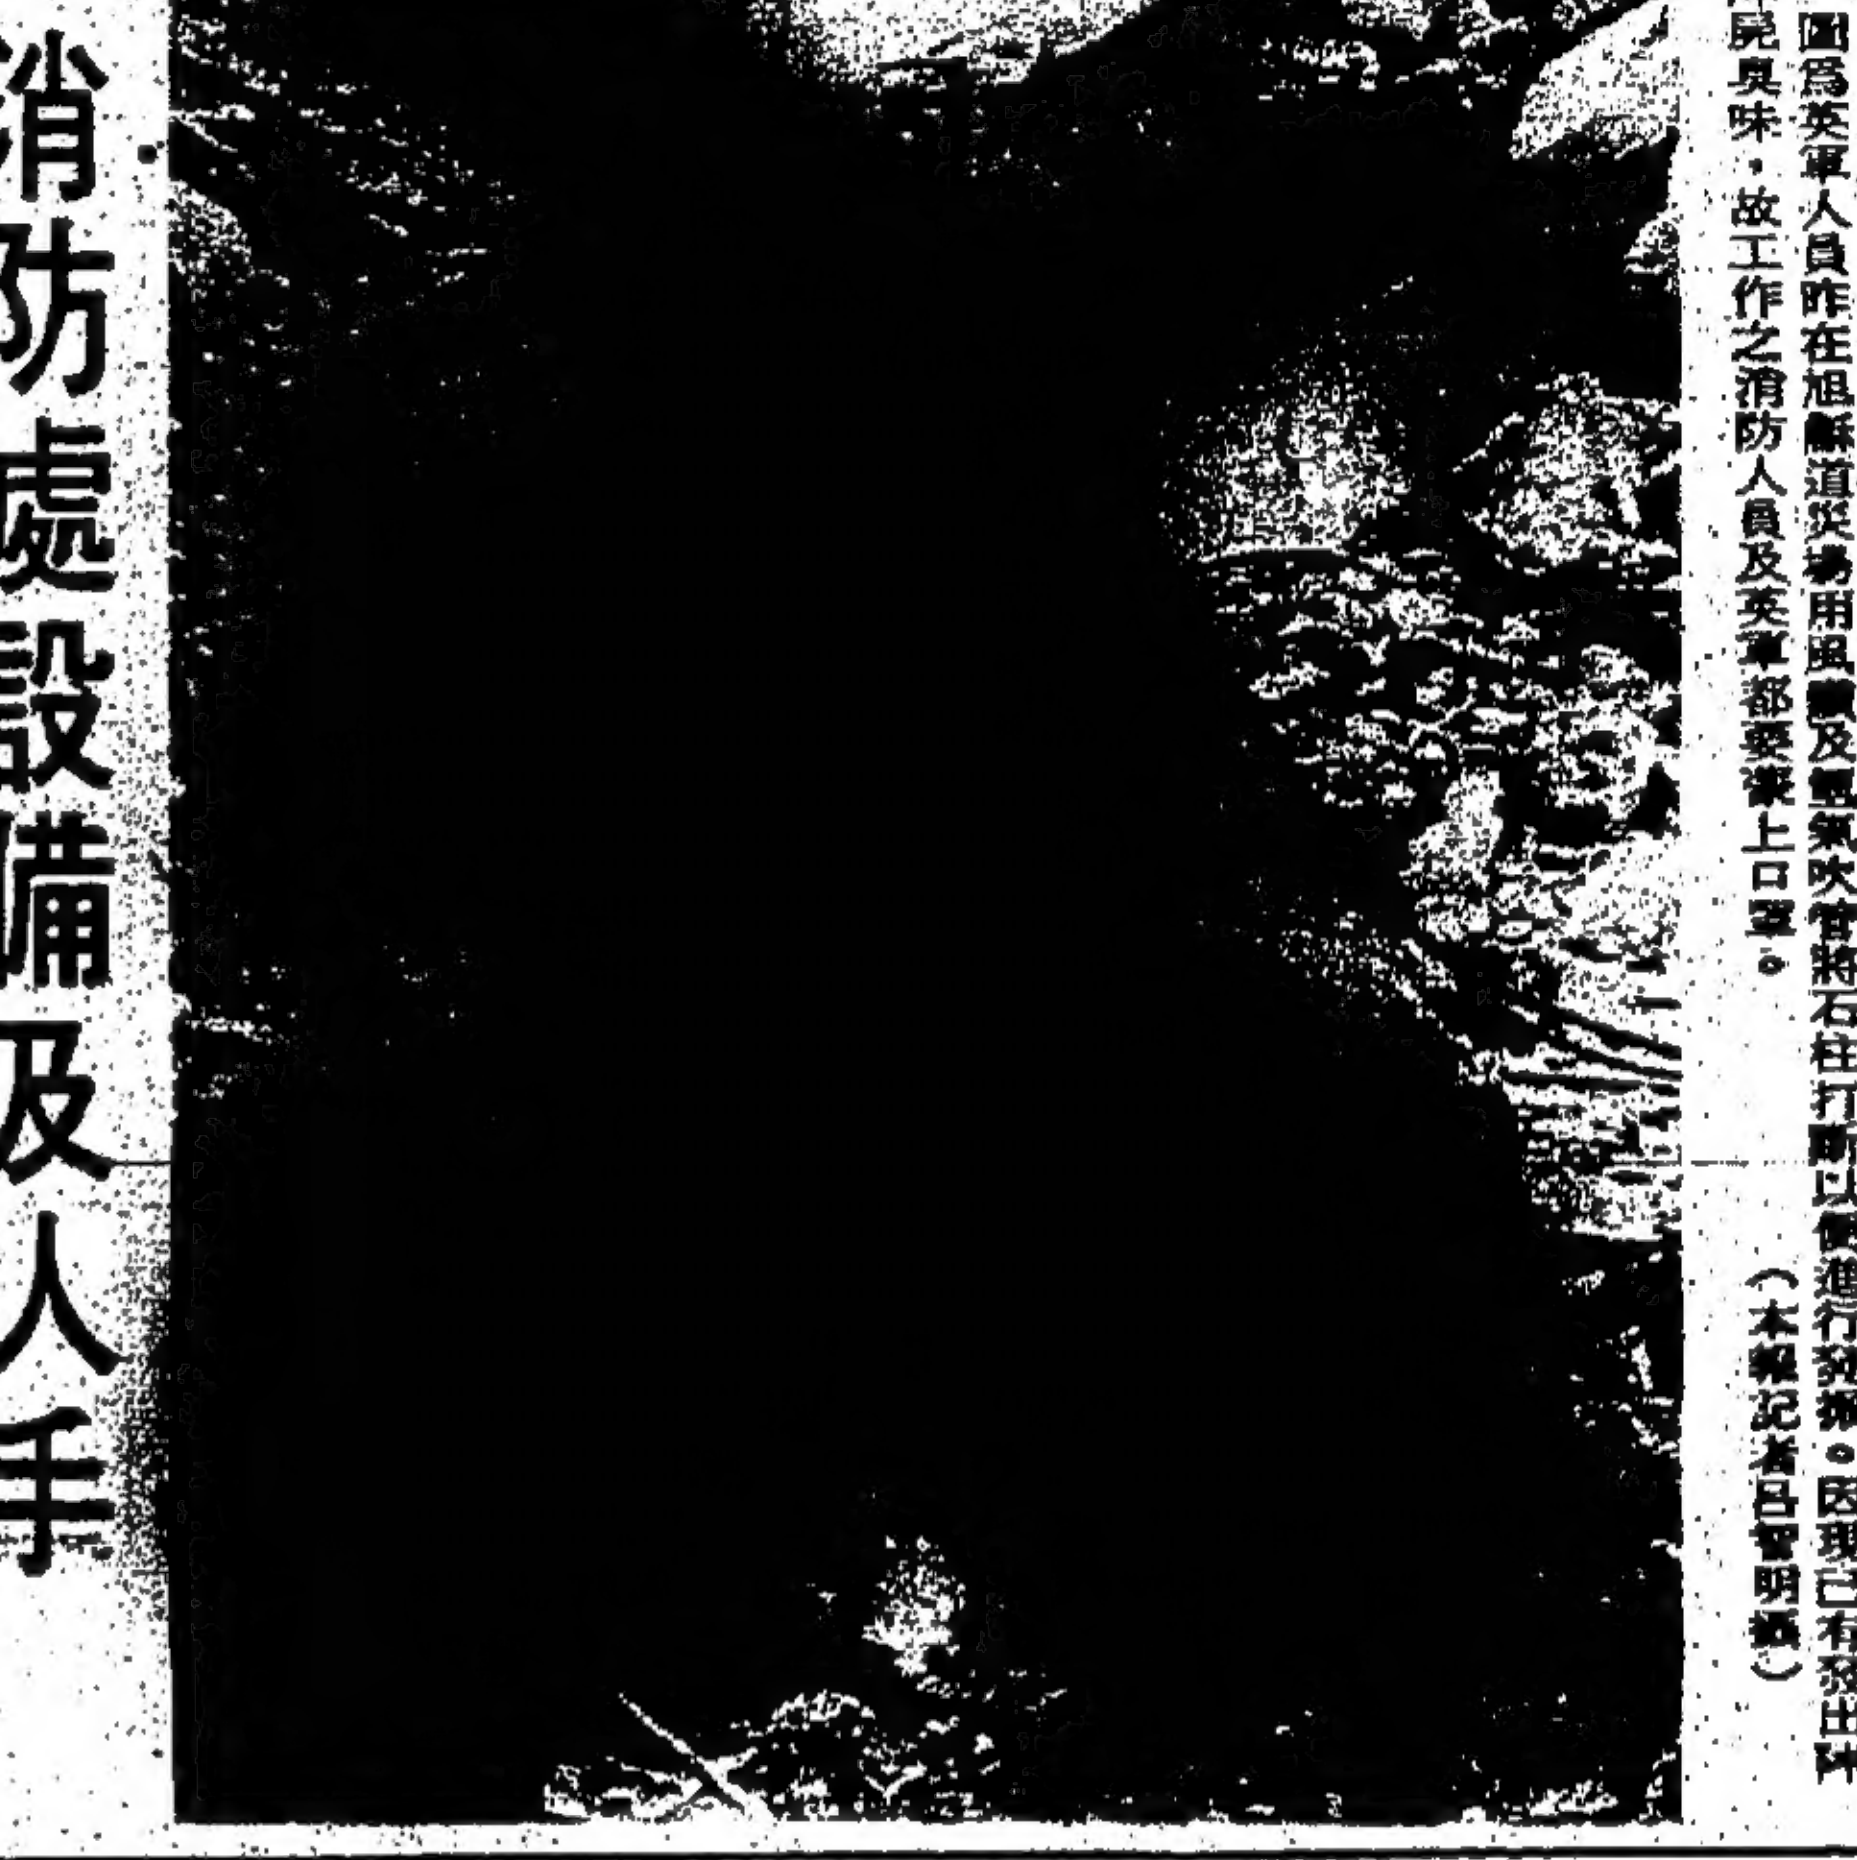 圖爲英軍人員昨在旭龢道災場用風機及氣吹管將石柱打斷以便進行發掘。因現已有發出陣
屍臭味,故工作之消防人員及英軍都要蒙上口罩。 (本報記者呂智明攝)
消防處設備及人手